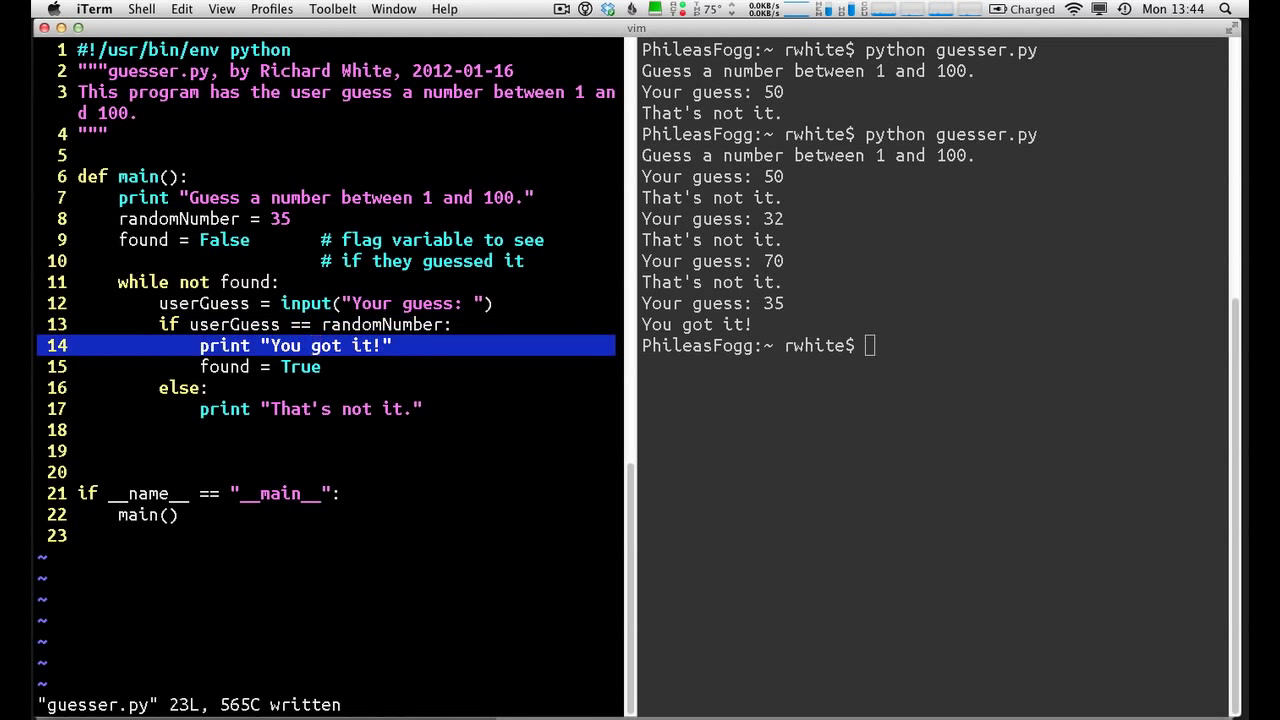 iTerm Shell Edit View Profiles Toolbelt Window Help 75° 0.0KB/s 0.0KB/s Charged Mon 13:44
vim
1 #!/usr/bin/env python
2 """guesser.py, by Richard White, 2012-01-16
3 This program has the user guess a number between 1 an
d 100.
4 """
5
6 def main():
7 print "Guess a number between 1 and 100."
8 randomNumber = 35
9 found = False # flag variable to see
10 # if they guessed it
11 while not found:
12 userGuess = input("Your guess: ")
13 if userGuess == randomNumber:
14 print "You got it!"
15 found = True
16 else:
17 print "That's not it."
18
19
20
21 if __name__ == "__main__":
22 main()
23
~
~
~
~
~
~
~
"guesser.py" 23L, 565C written
PhileasFogg:~ rwhite$ python guesser.py
Guess a number between 1 and 100.
Your guess: 50
That's not it.
PhileasFogg:~ rwhite$ python guesser.py
Guess a number between 1 and 100.
Your guess: 50
That's not it.
Your guess: 32
That's not it.
Your guess: 70
That's not it.
Your guess: 35
You got it!
PhileasFogg:~ rwhite$